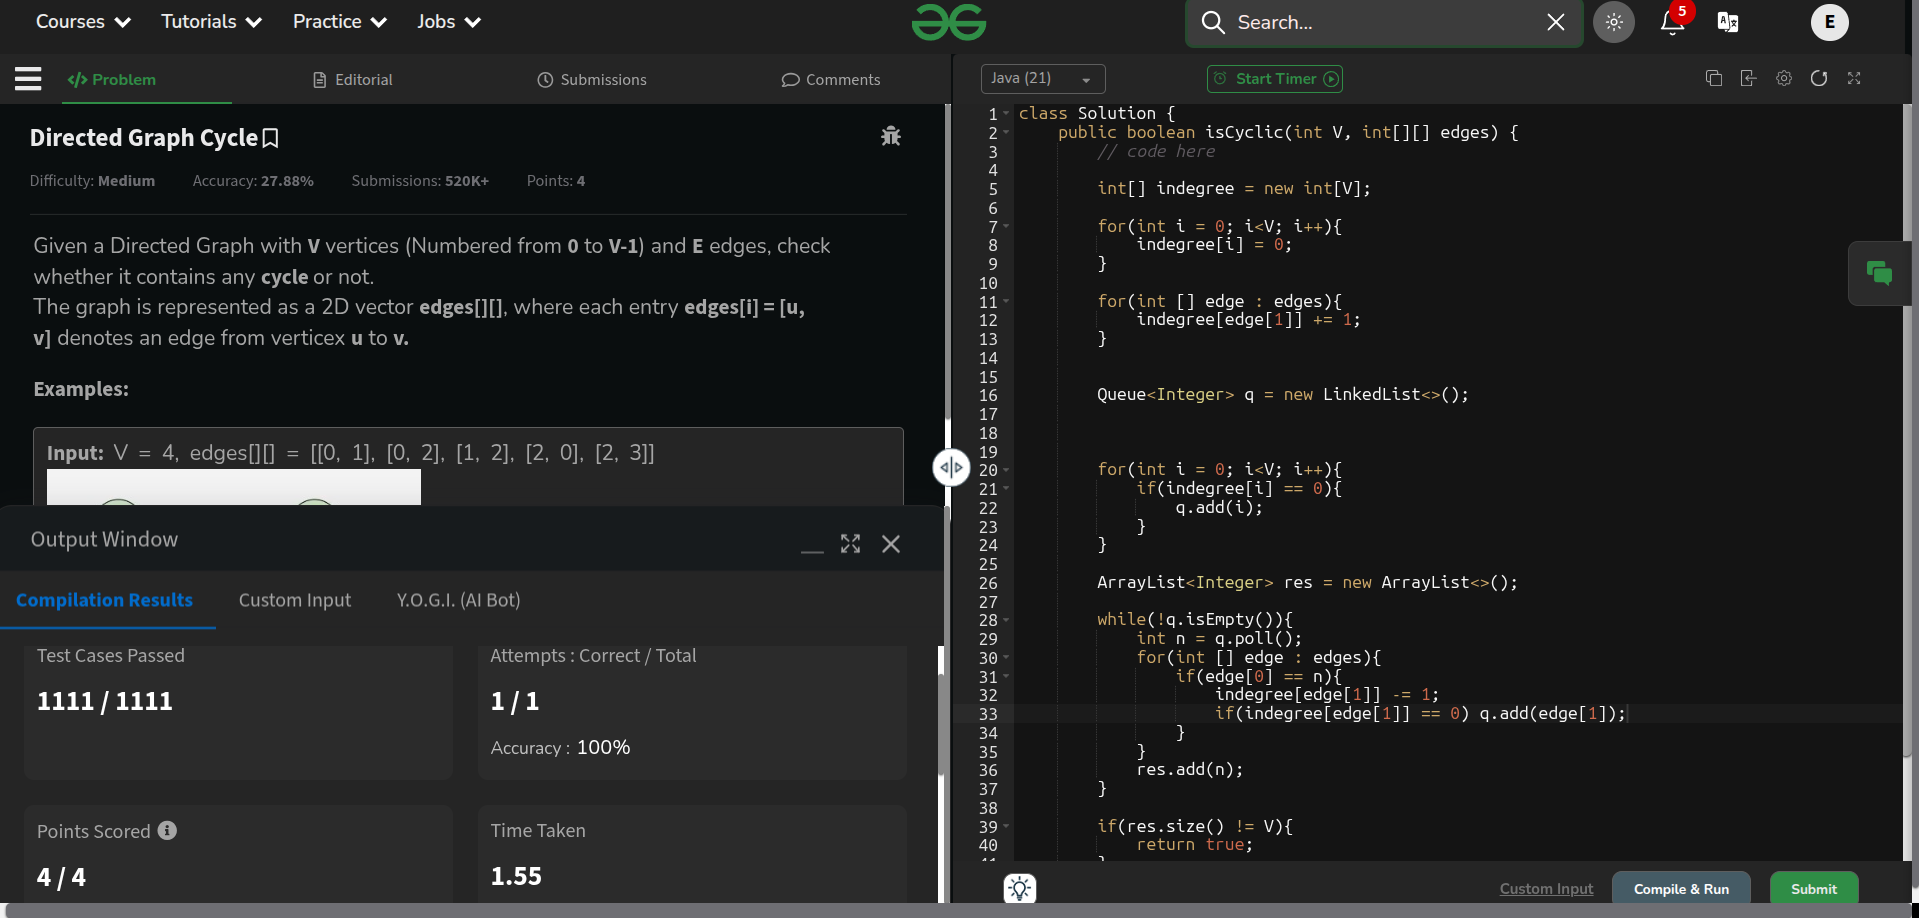 Courses Tutorials Practice Jobs
Search...
5
E
Problem Editorial Submissions Comments
Directed Graph Cycle
Difficulty: Medium Accuracy: 27.88% Submissions: 520K+ Points: 4
Given a Directed Graph with V vertices (Numbered from 0 to V-1) and E edges, check
whether it contains any cycle or not.
The graph is represented as a 2D vector edges[][], where each entry edges[i] = [u,
v] denotes an edge from verticex u to v.
Examples:
Input: V = 4, edges[][] = [[0, 1], [0, 2], [1, 2], [2, 0], [2, 3]]
Output Window
Compilation Results Custom Input Y.O.G.I. (AI Bot)
Test Cases Passed
1111 / 1111
Attempts : Correct / Total
1 / 1
Accuracy : 100%
Points Scored
4 / 4
Time Taken
1.55
Java (21) Start Timer
1 class Solution {
2 public boolean isCyclic(int V, int[][] edges) {
3 // code here
4
5 int[] indegree = new int[V];
6
7 for(int i = 0; i<V; i++){
8 indegree[i] = 0;
9 }
10
11 for(int [] edge : edges){
12 indegree[edge[1]] += 1;
13 }
14
15
16 Queue<Integer> q = new LinkedList<>();
17
18
19
20 for(int i = 0; i<V; i++){
21 if(indegree[i] == 0){
22 q.add(i);
23 }
24 }
25
26 ArrayList<Integer> res = new ArrayList<>();
27
28 while(!q.isEmpty()){
29 int n = q.poll();
30 for(int [] edge : edges){
31 if(edge[0] == n){
32 indegree[edge[1]] -= 1;
33 if(indegree[edge[1]] == 0) q.add(edge[1]);
34 }
35 }
36 res.add(n);
37 }
38
39 if(res.size() != V){
40 return true;
41 }
Custom Input Compile & Run Submit